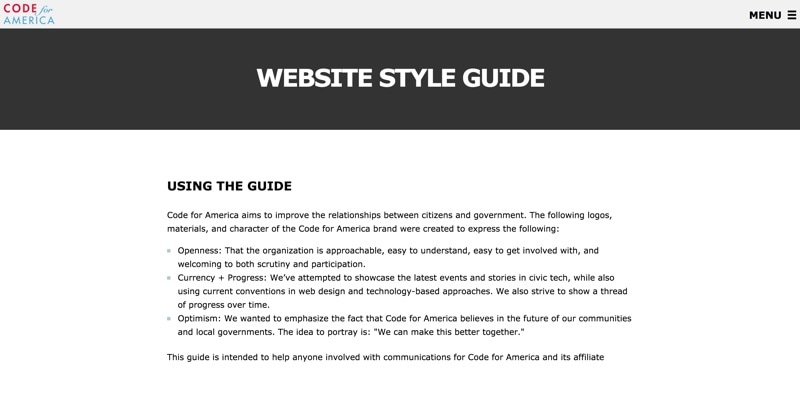 CODE for
AMERICA
MENU
WEBSITE STYLE GUIDE
USING THE GUIDE
Code for America aims to improve the relationships between citizens and government. The following logos,
materials, and character of the Code for America brand were created to express the following:
Openness: That the organization is approachable, easy to understand, easy to get involved with, and
welcoming to both scrutiny and participation.
Currency + Progress: We’ve attempted to showcase the latest events and stories in civic tech, while also
using current conventions in web design and technology-based approaches. We also strive to show a thread
of progress over time.
Optimism: We wanted to emphasize the fact that Code for America believes in the future of our communities
and local governments. The idea to portray is: "We can make this better together."
This guide is intended to help anyone involved with communications for Code for America and its affiliate